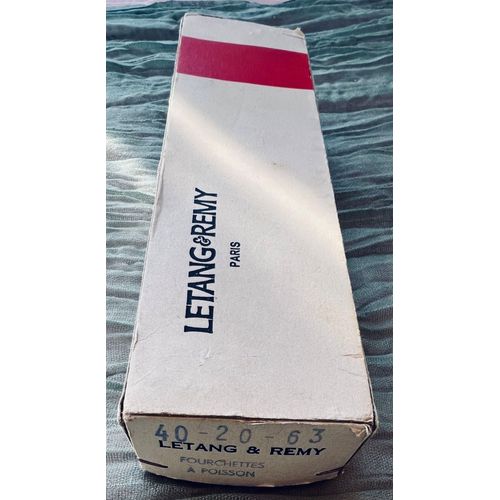 LETANG & REMY
PARIS
40-20-63
LETANG & REMY
FOURCHETTES
A POISSON